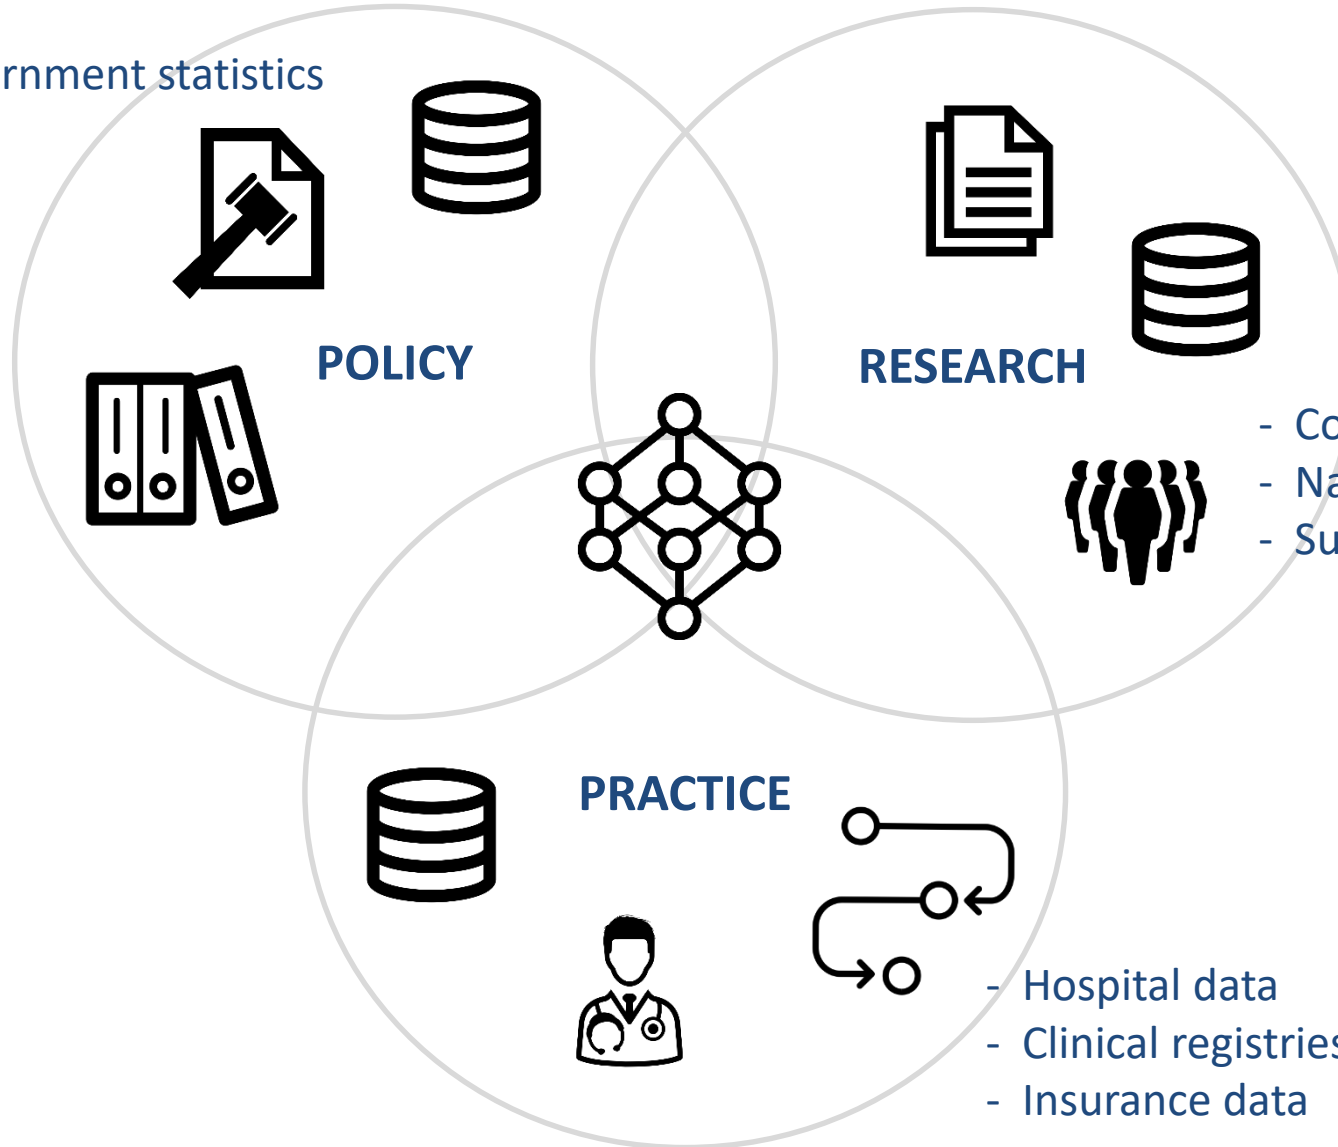 rnment statistics
POLICY
RESEARCH
- Co
- Na
- Su
PRACTICE
- Hospital data
- Clinical registries
- Insurance data